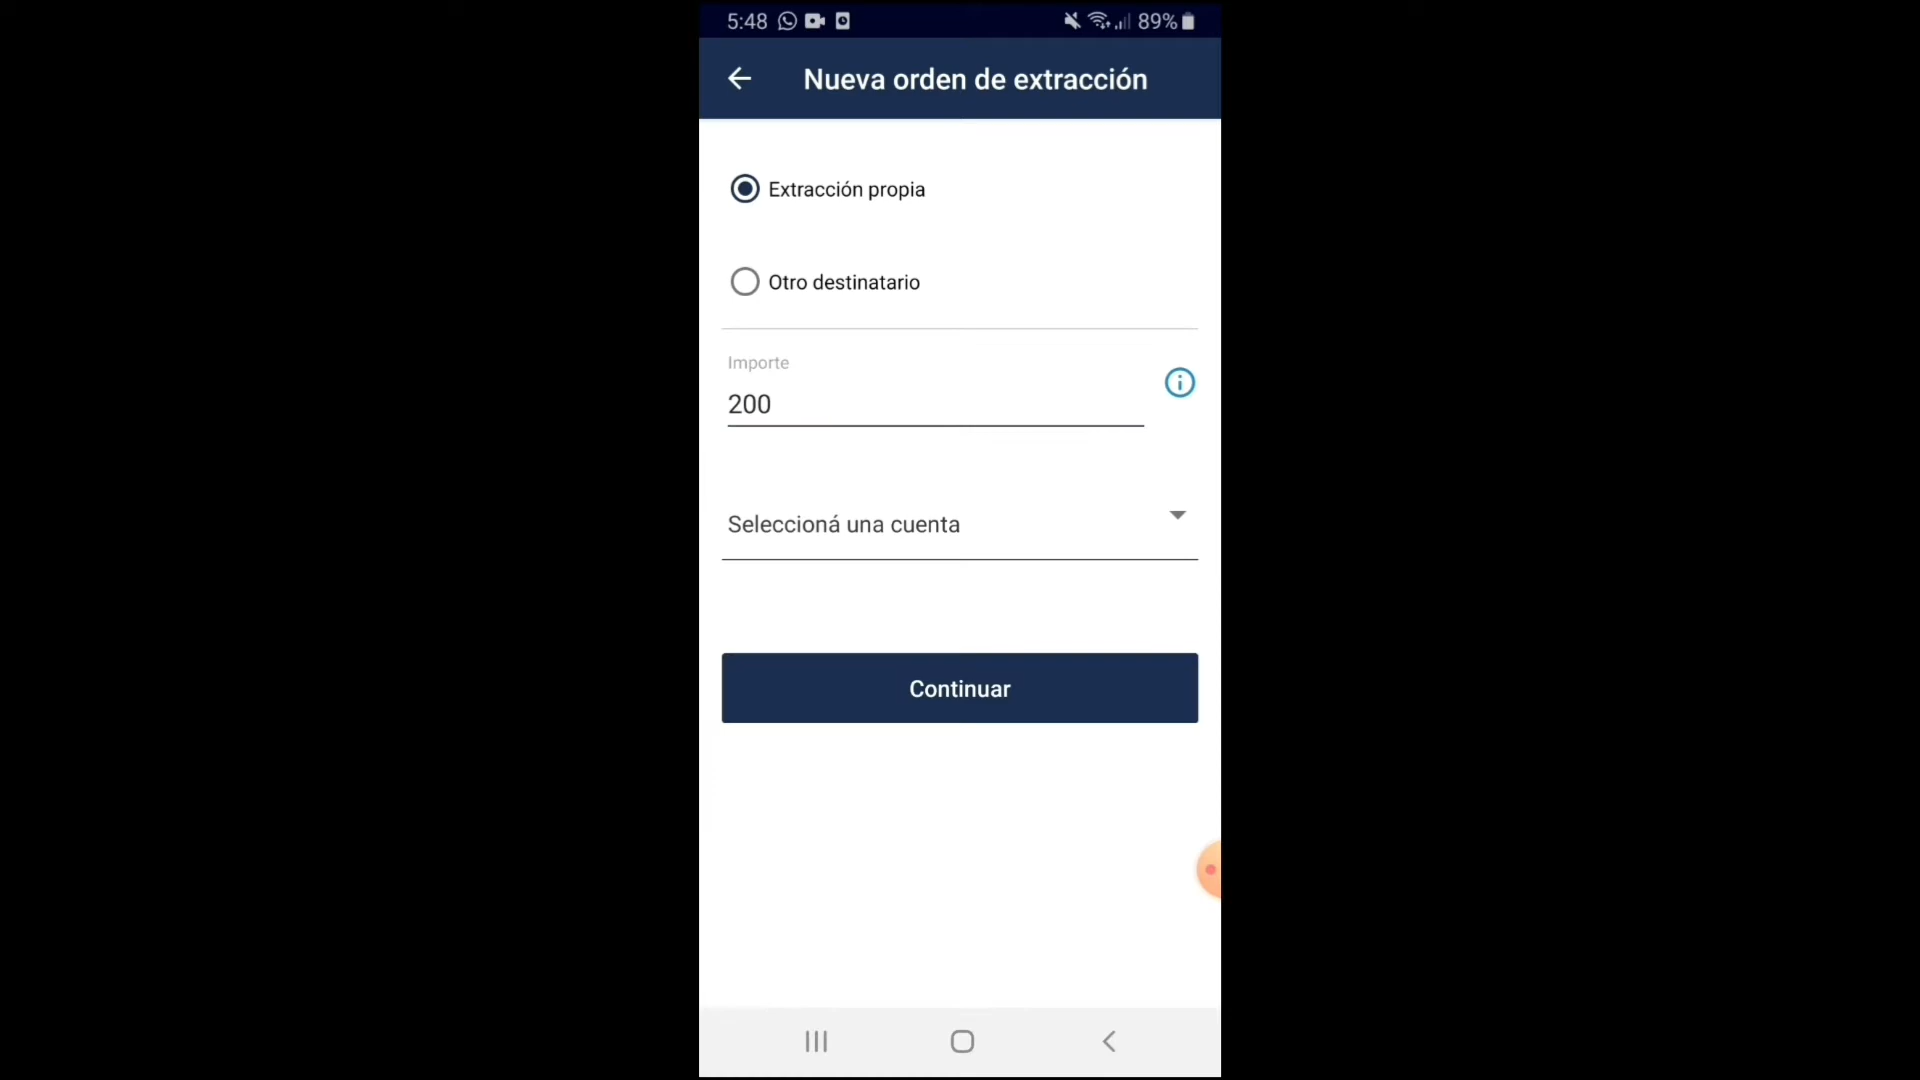 5:48 89%
Nueva orden de extracción
Extracción propia
Otro destinatario
Importe
200
Seleccioná una cuenta
Continuar